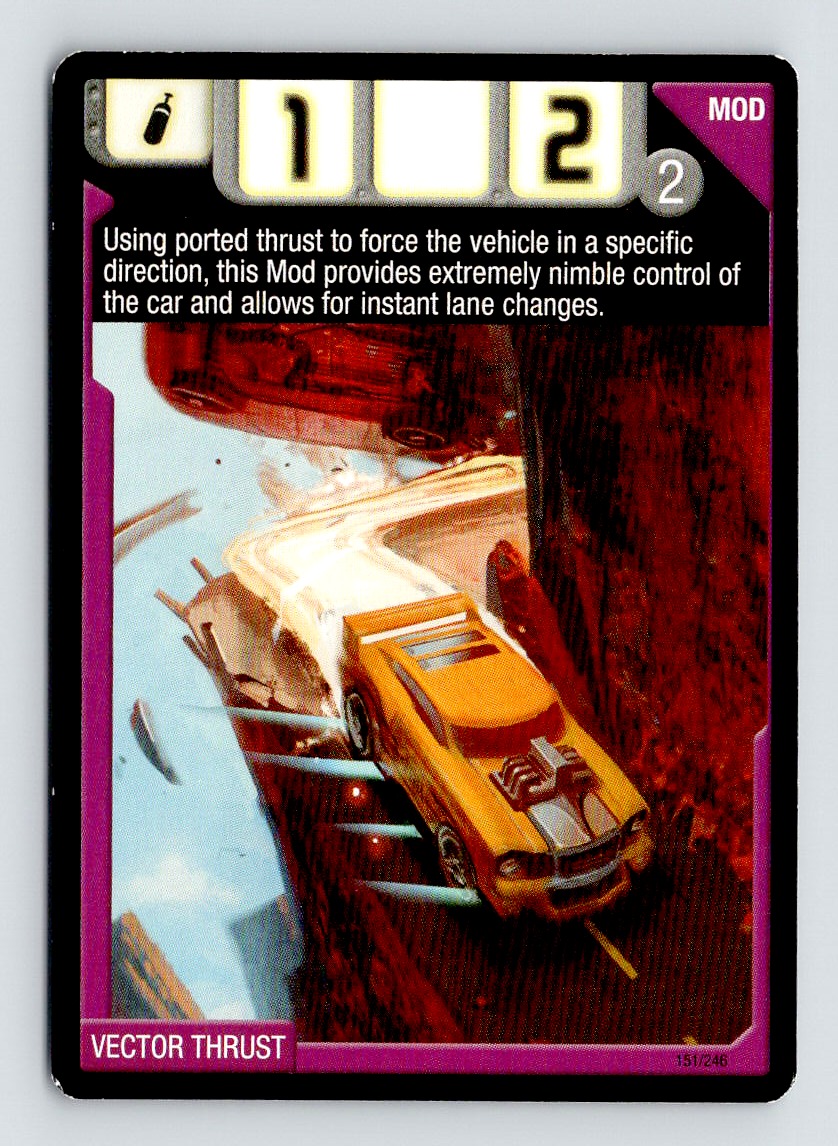 1 2
MOD
2
Using ported thrust to force the vehicle in a specific
direction, this Mod provides extremely nimble control of
the car and allows for instant lane changes.
VECTOR THRUST
151/246